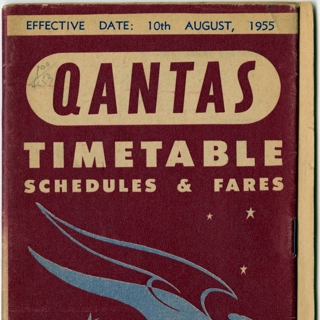 EFFECTIVE DATE: 10th AUGUST, 1955
QANTAS
TIMETABLE
SCHEDULES & FARES